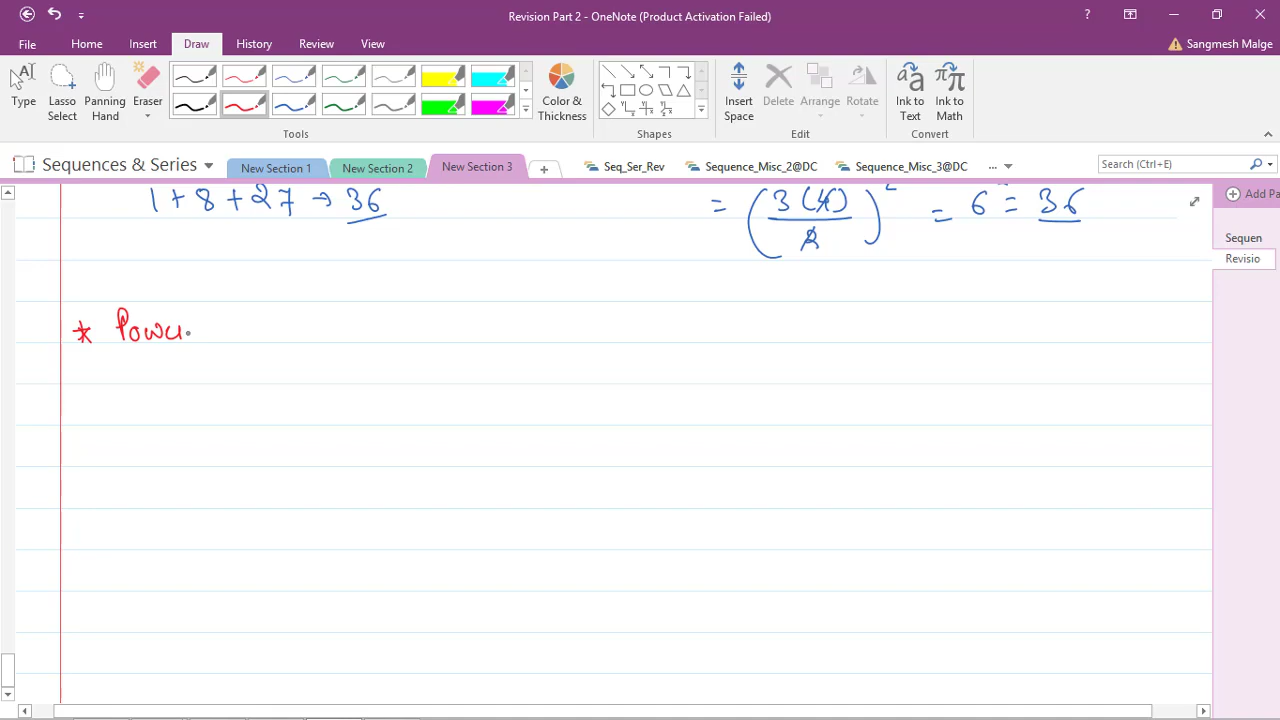 Revision Part 2 - OneNote (Product Activation Failed)
?
File Home Insert Draw History Review View
Sangmesh Malge
Type
Lasso Select
Panning Hand
Eraser
Color & Thickness
Insert Space
Delete
Arrange
Rotate
Ink to Text
Ink to Math
Tools
Shapes
Edit
Convert
Sequences & Series
New Section 1
New Section 2
New Section 3
Seq_Ser_Rev
Sequence_Misc_2@DC
Sequence_Misc_3@DC
...
Search (Ctrl+E)
Add Pa
Sequen
Revisio
1 + 8 + 27 → 36
= (3(4)/2)² = 6² = 36
* Powe